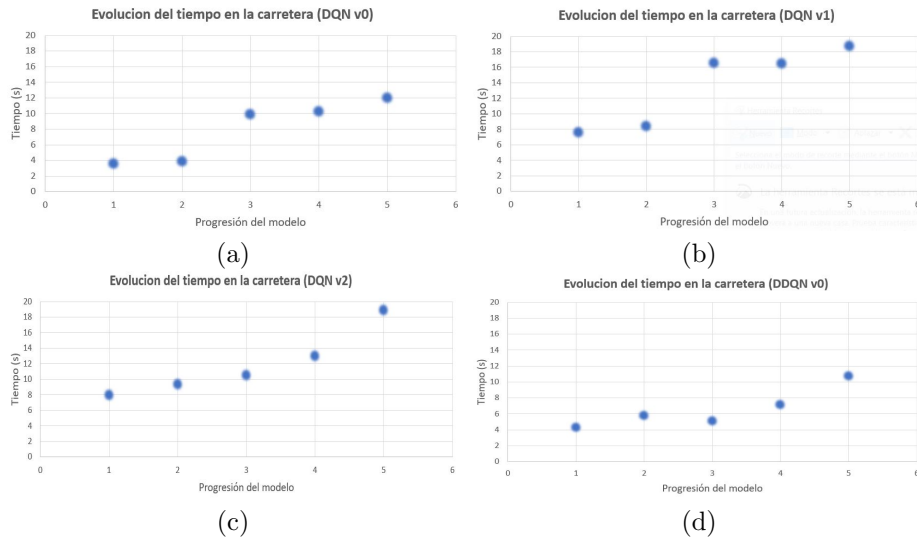 Evolucion del tiempo en la carretera (DQN v0)
Tiempo (s)
20
18
16
14
12
10
8
6
4
2
0
0 1 2 3 4 5 6
Progresión del modelo
(a)
Evolucion del tiempo en la carretera (DQN v1)
Tiempo (s)
20
18
16
14
12
10
8
6
4
2
0
0 1 2 3 4 5 6
Progresión del modelo
(b)
Evolucion del tiempo en la carretera (DQN v2)
Tiempo (s)
20
18
16
14
12
10
8
6
4
2
0
0 1 2 3 4 5 6
Progresión del modelo
(c)
Evolucion del tiempo en la carretera (DDQN v0)
Tiempo (s)
20
18
16
14
12
10
8
6
4
2
0
0 1 2 3 4 5 6
Progresión del modelo
(d)